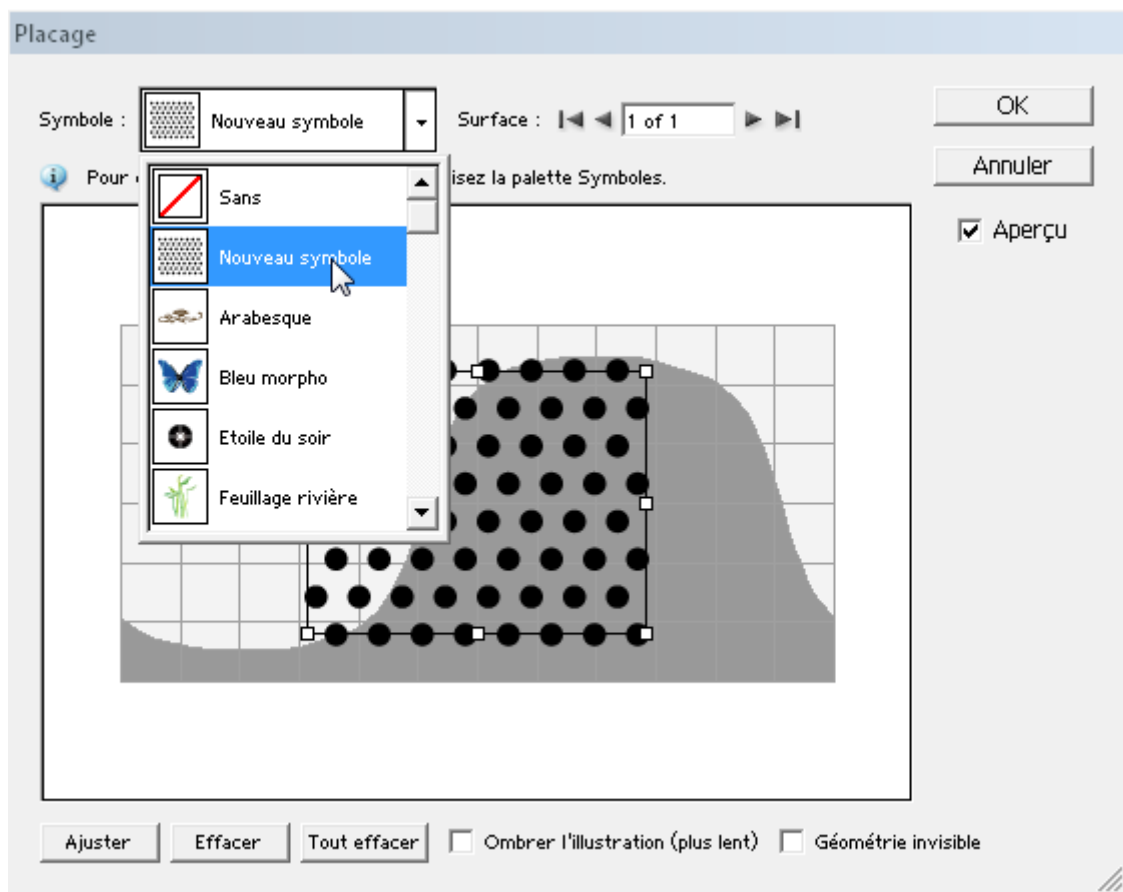 Placage
Symbole : Nouveau symbole Surface : 1 of 1 OK
Pour isez la palette Symboles. Annuler
Aperçu
Sans
Nouveau symbole
Arabesque
Bleu morpho
Etoile du soir
Feuillage rivière
Ajuster Effacer Tout effacer Ombrer l'illustration (plus lent) Géométrie invisible